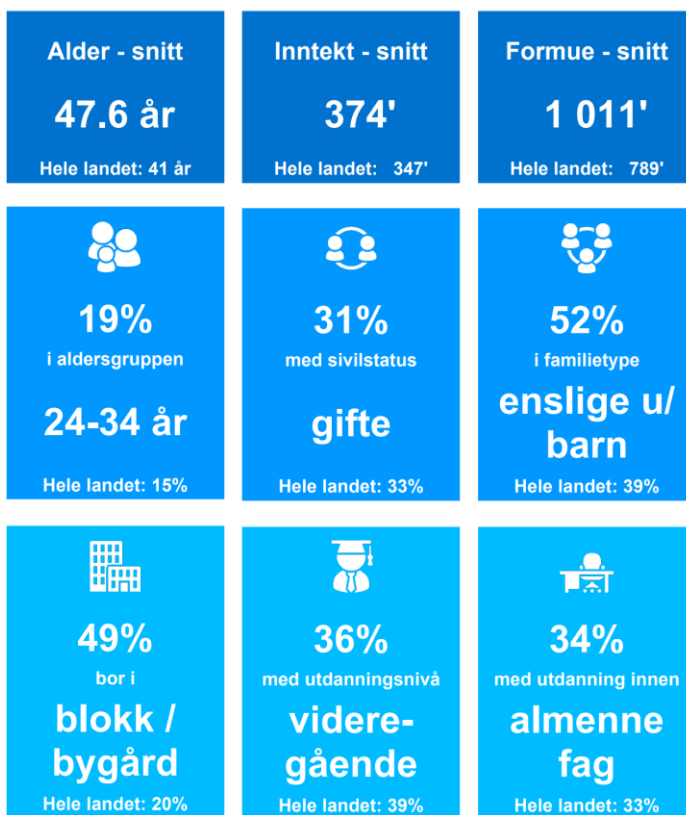 Alder - snitt
47.6 år
Hele landet: 41 år
Inntekt - snitt
374'
Hele landet: 347'
Formue - snitt
1 011'
Hele landet: 789'
19%
i aldersgruppen
24-34 år
Hele landet: 15%
31%
med sivilstatus
gifte
Hele landet: 33%
52%
i familietype
enslige u/
barn
Hele landet: 39%
49%
bor i
blokk /
bygård
Hele landet: 20%
36%
med utdanningsnivå
videre-
gående
Hele landet: 39%
34%
med utdanning innen
almenne
fag
Hele landet: 33%